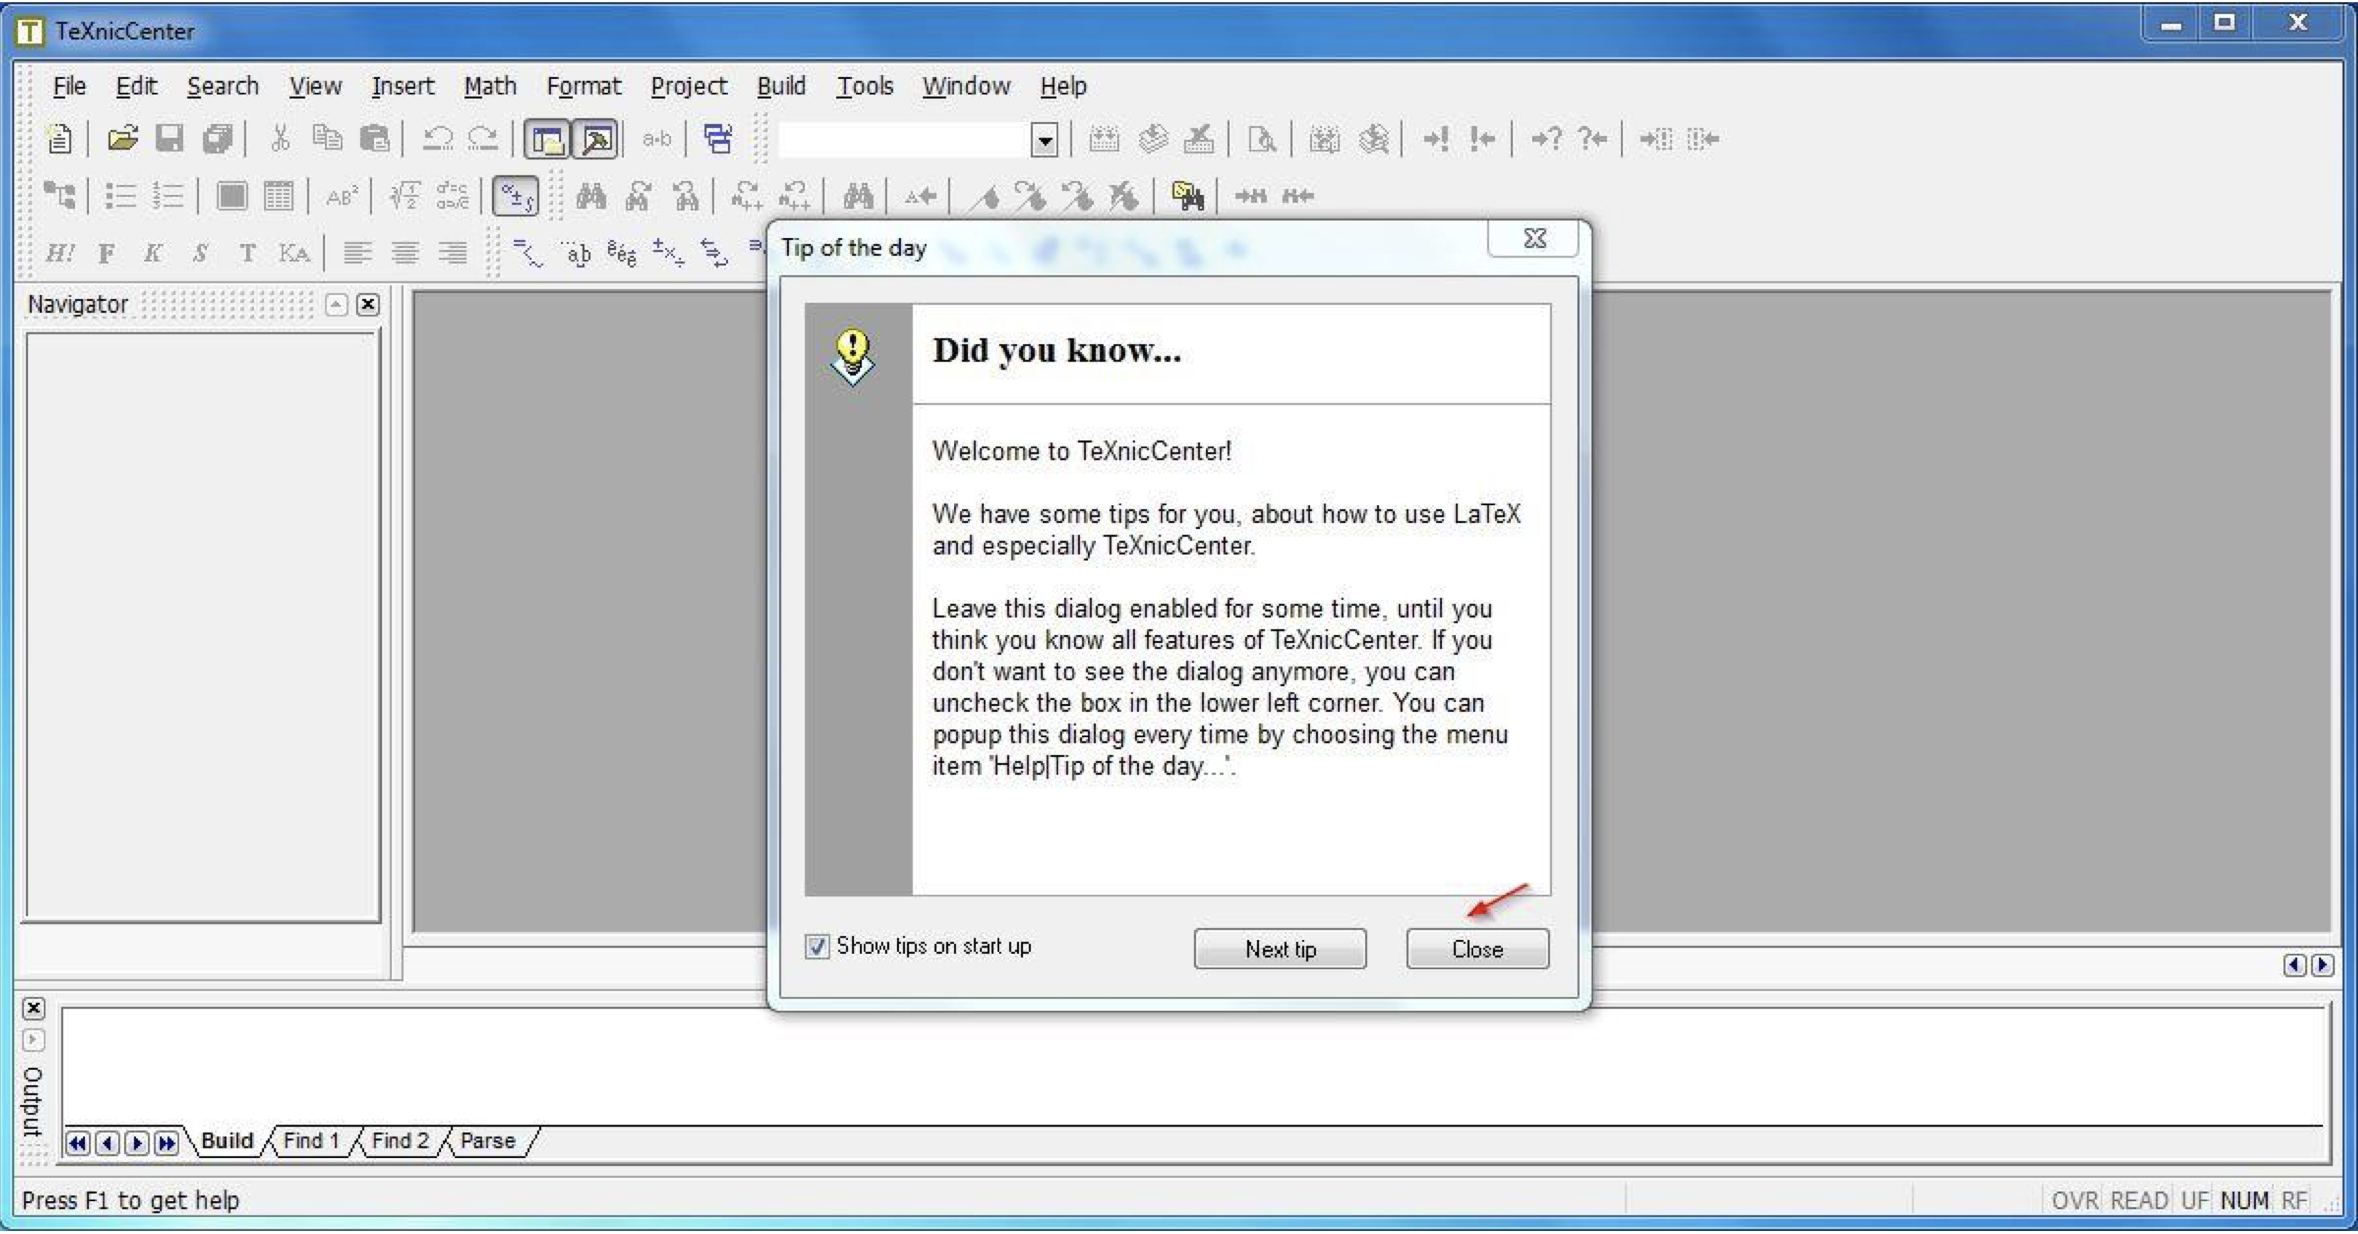 TeXnicCenter
File Edit Search View Insert Math Format Project Build Tools Window Help
Tip of the day
Navigator
Did you know...
Welcome to TeXnicCenter!
We have some tips for you, about how to use LaTeX
and especially TeXnicCenter.
Leave this dialog enabled for some time, until you
think you know all features of TeXnicCenter. If you
don't want to see the dialog anymore, you can
uncheck the box in the lower left corner. You can
popup this dialog every time by choosing the menu
item 'Help|Tip of the day...'.
Show tips on start up Next tip Close
Output
Build Find 1 Find 2 Parse
Press F1 to get help OVR READ UF NUM RF